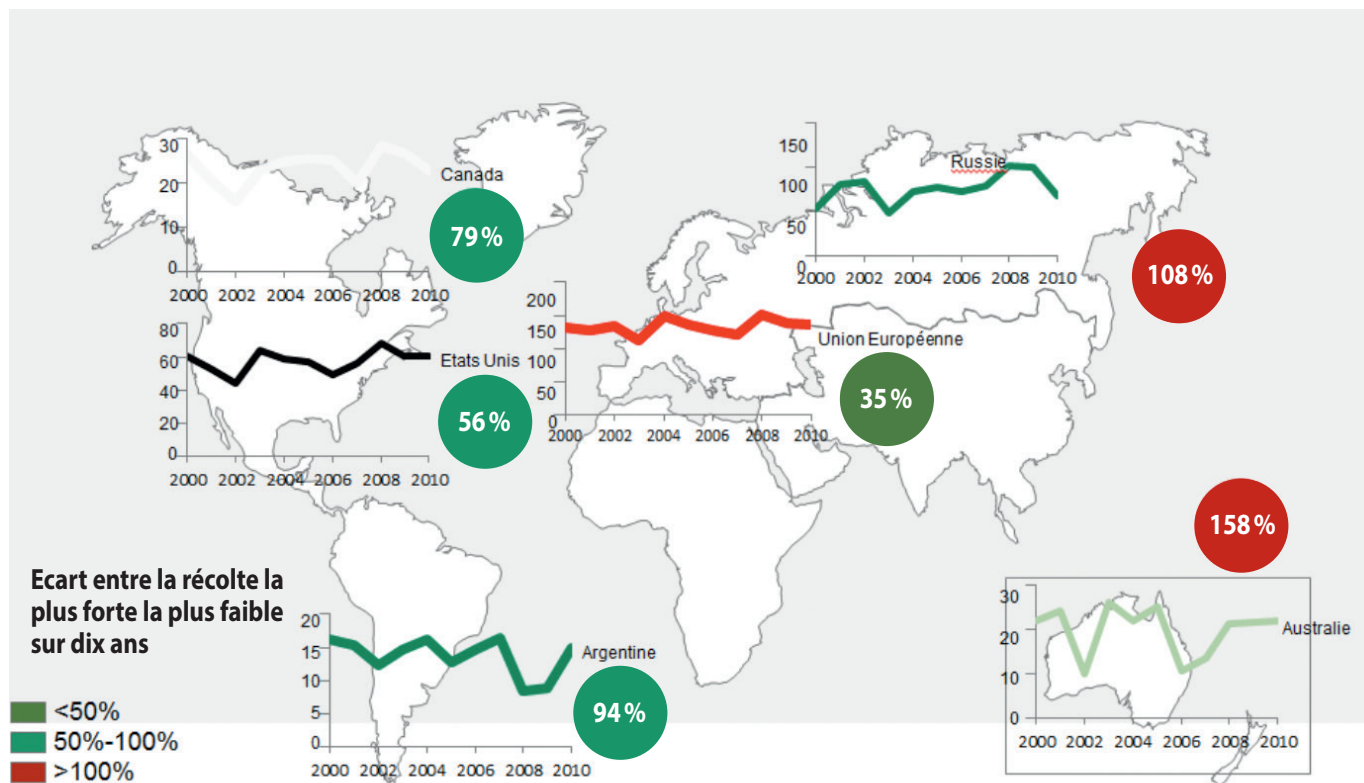 30
20
10
0
2000 2002 2004 2006 2008 2010
Canada
79 %
150
100
50
0
2000 2002 2004 2006 2008 2010
Russie
108 %
80
60
40
20
0
2000 2002 2004 2006 2008 2010
Etats Unis
56 %
200
150
100
50
0
2000 2002 2004 2006 2008 2010
Union Européenne
35 %
158 %
Ecart entre la récolte la
plus forte la plus faible
sur dix ans
<50%
50%-100%
>100%
20
15
10
5
0
2000 2002 2004 2006 2008 2010
Argentine
94 %
30
20
10
0
2000 2002 2004 2006 2008 2010
Australie